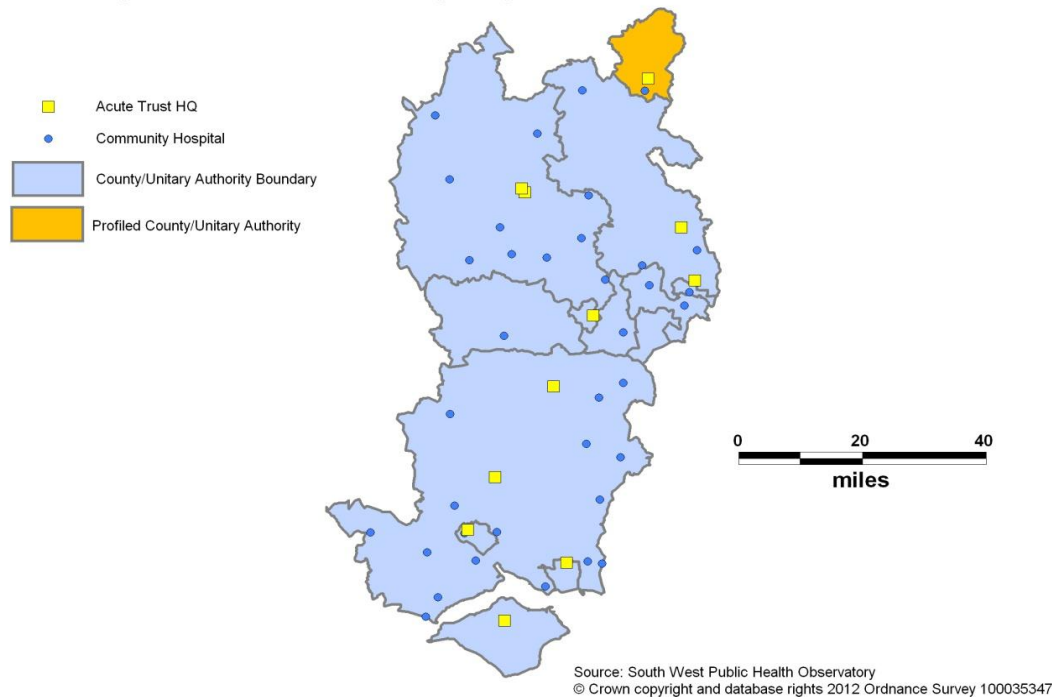 Acute Trust HQ
Community Hospital
County/Unitary Authority Boundary
Profiled County/Unitary Authority
0 20 40
miles
Source: South West Public Health Observatory
© Crown copyright and database rights 2012 Ordnance Survey 100035347